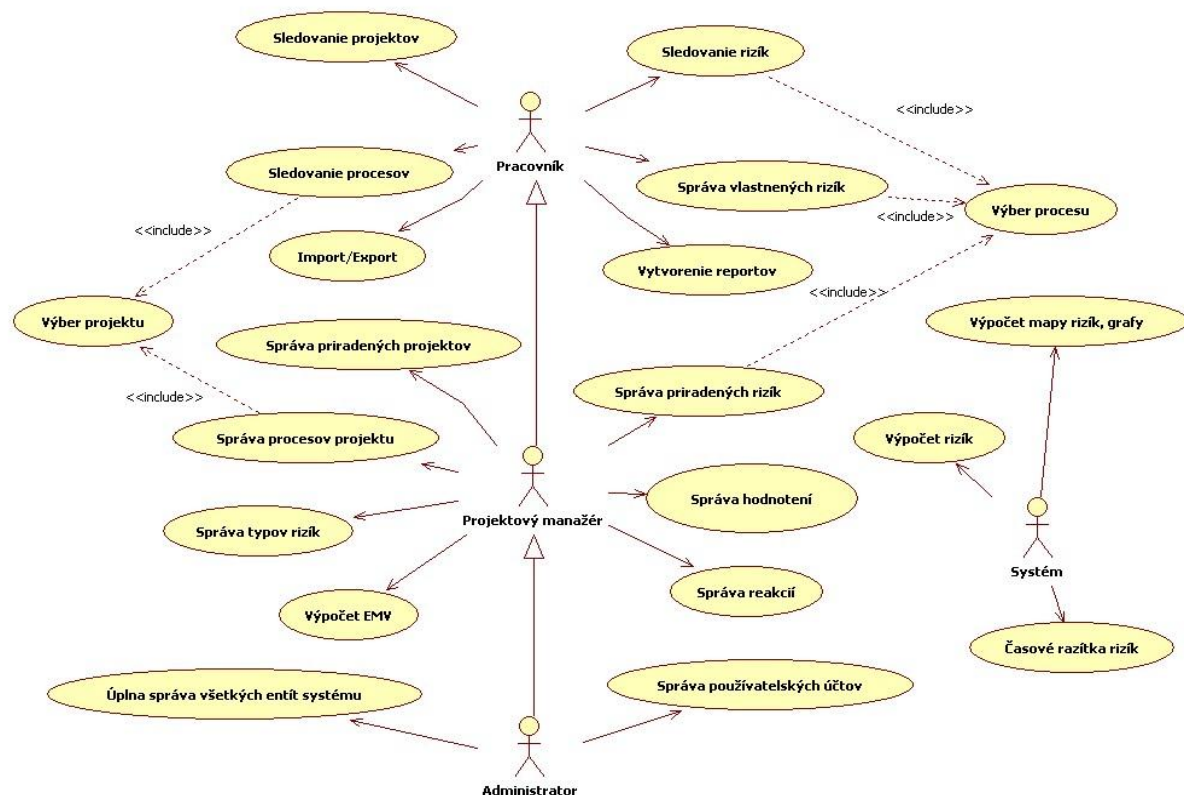 Sledovanie projektov
Sledovanie rizík
<<include>>
Pracovník
Sledovanie procesov
Správa vlastnených rizík
Výber procesu
<<include>>
<<include>>
Import/Export
Vytvorenie reportov
<<include>>
Výber projektu
Výpočet mapy rizík, grafy
Správa priradených projektov
Správa priradených rizík
<<include>>
Správa procesov projektu
Výpočet rizík
Správa hodnotení
Projektový manažér
Správa typov rizík
Systém
Správa reakcií
Výpočet EMV
Časové razítka rizík
Úplna správa všetkých entít systému
Správa používatelských účtov
Administrator